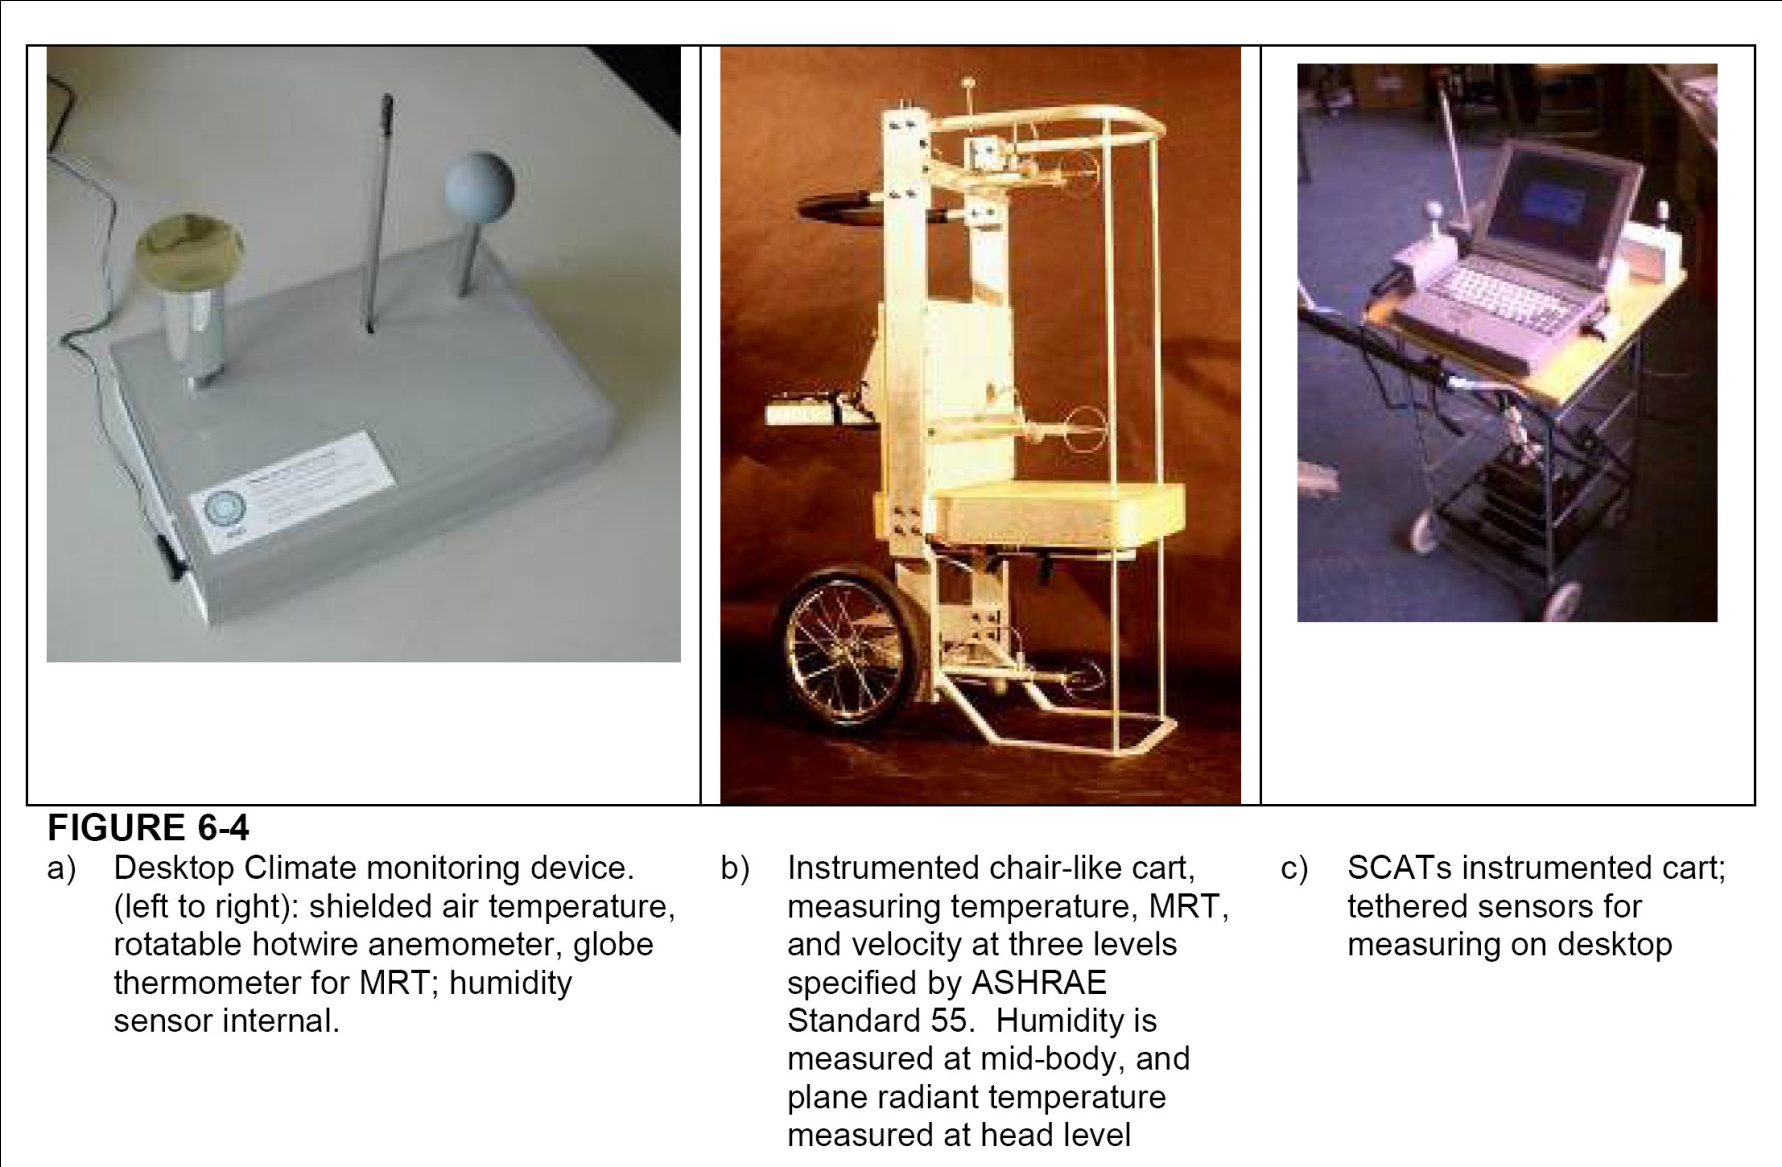 FIGURE 6-4
a) Desktop Climate monitoring device.
(left to right): shielded air temperature,
rotatable hotwire anemometer, globe
thermometer for MRT; humidity
sensor internal.
b) Instrumented chair-like cart,
measuring temperature, MRT,
and velocity at three levels
specified by ASHRAE
Standard 55.  Humidity is
measured at mid-body, and
plane radiant temperature
measured at head level
c) SCATs instrumented cart;
tethered sensors for
measuring on desktop